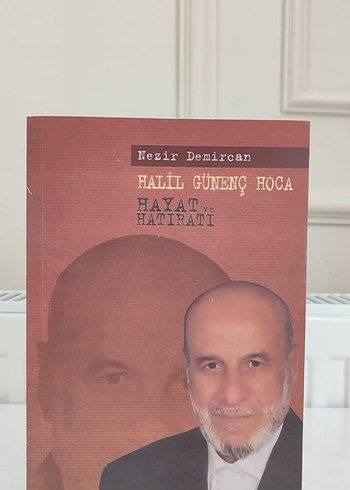 Nezir Demircan
HALİL GÜNENÇ HOCA
HAYAT ve
HATIRATI